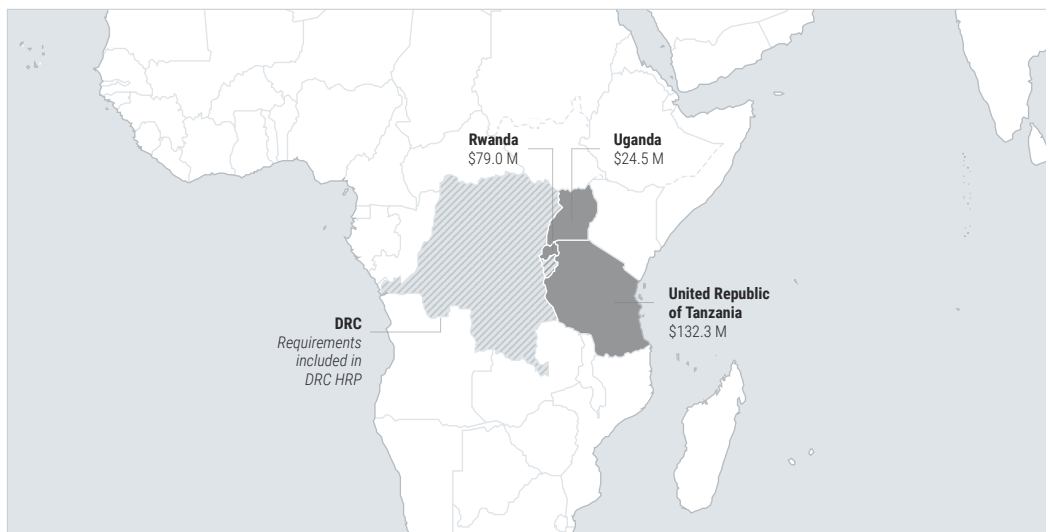 Rwanda
$79.0 M
Uganda
$24.5 M
United Republic
of Tanzania
$132.3 M
DRC
Requirements
included in
DRC HRP